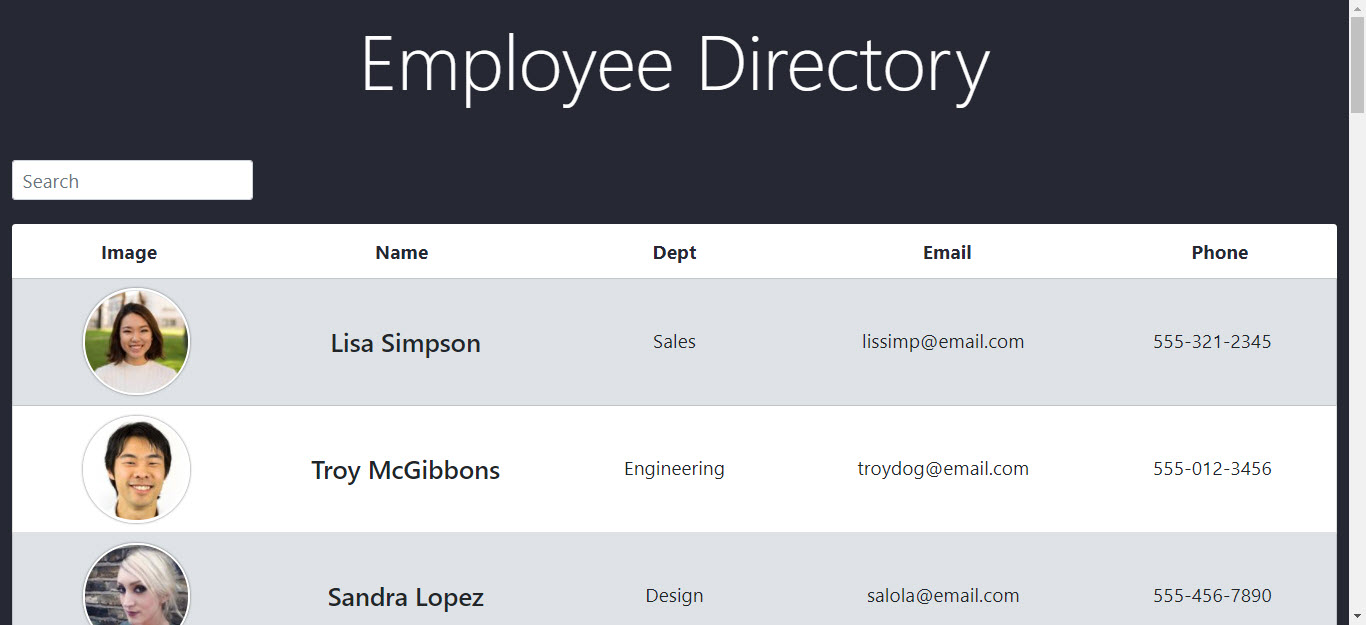 Employee Directory
Search
Image Name Dept Email Phone
Lisa Simpson Sales lissimp@email.com 555-321-2345
Troy McGibbons Engineering troydog@email.com 555-012-3456
Sandra Lopez Design salola@email.com 555-456-7890